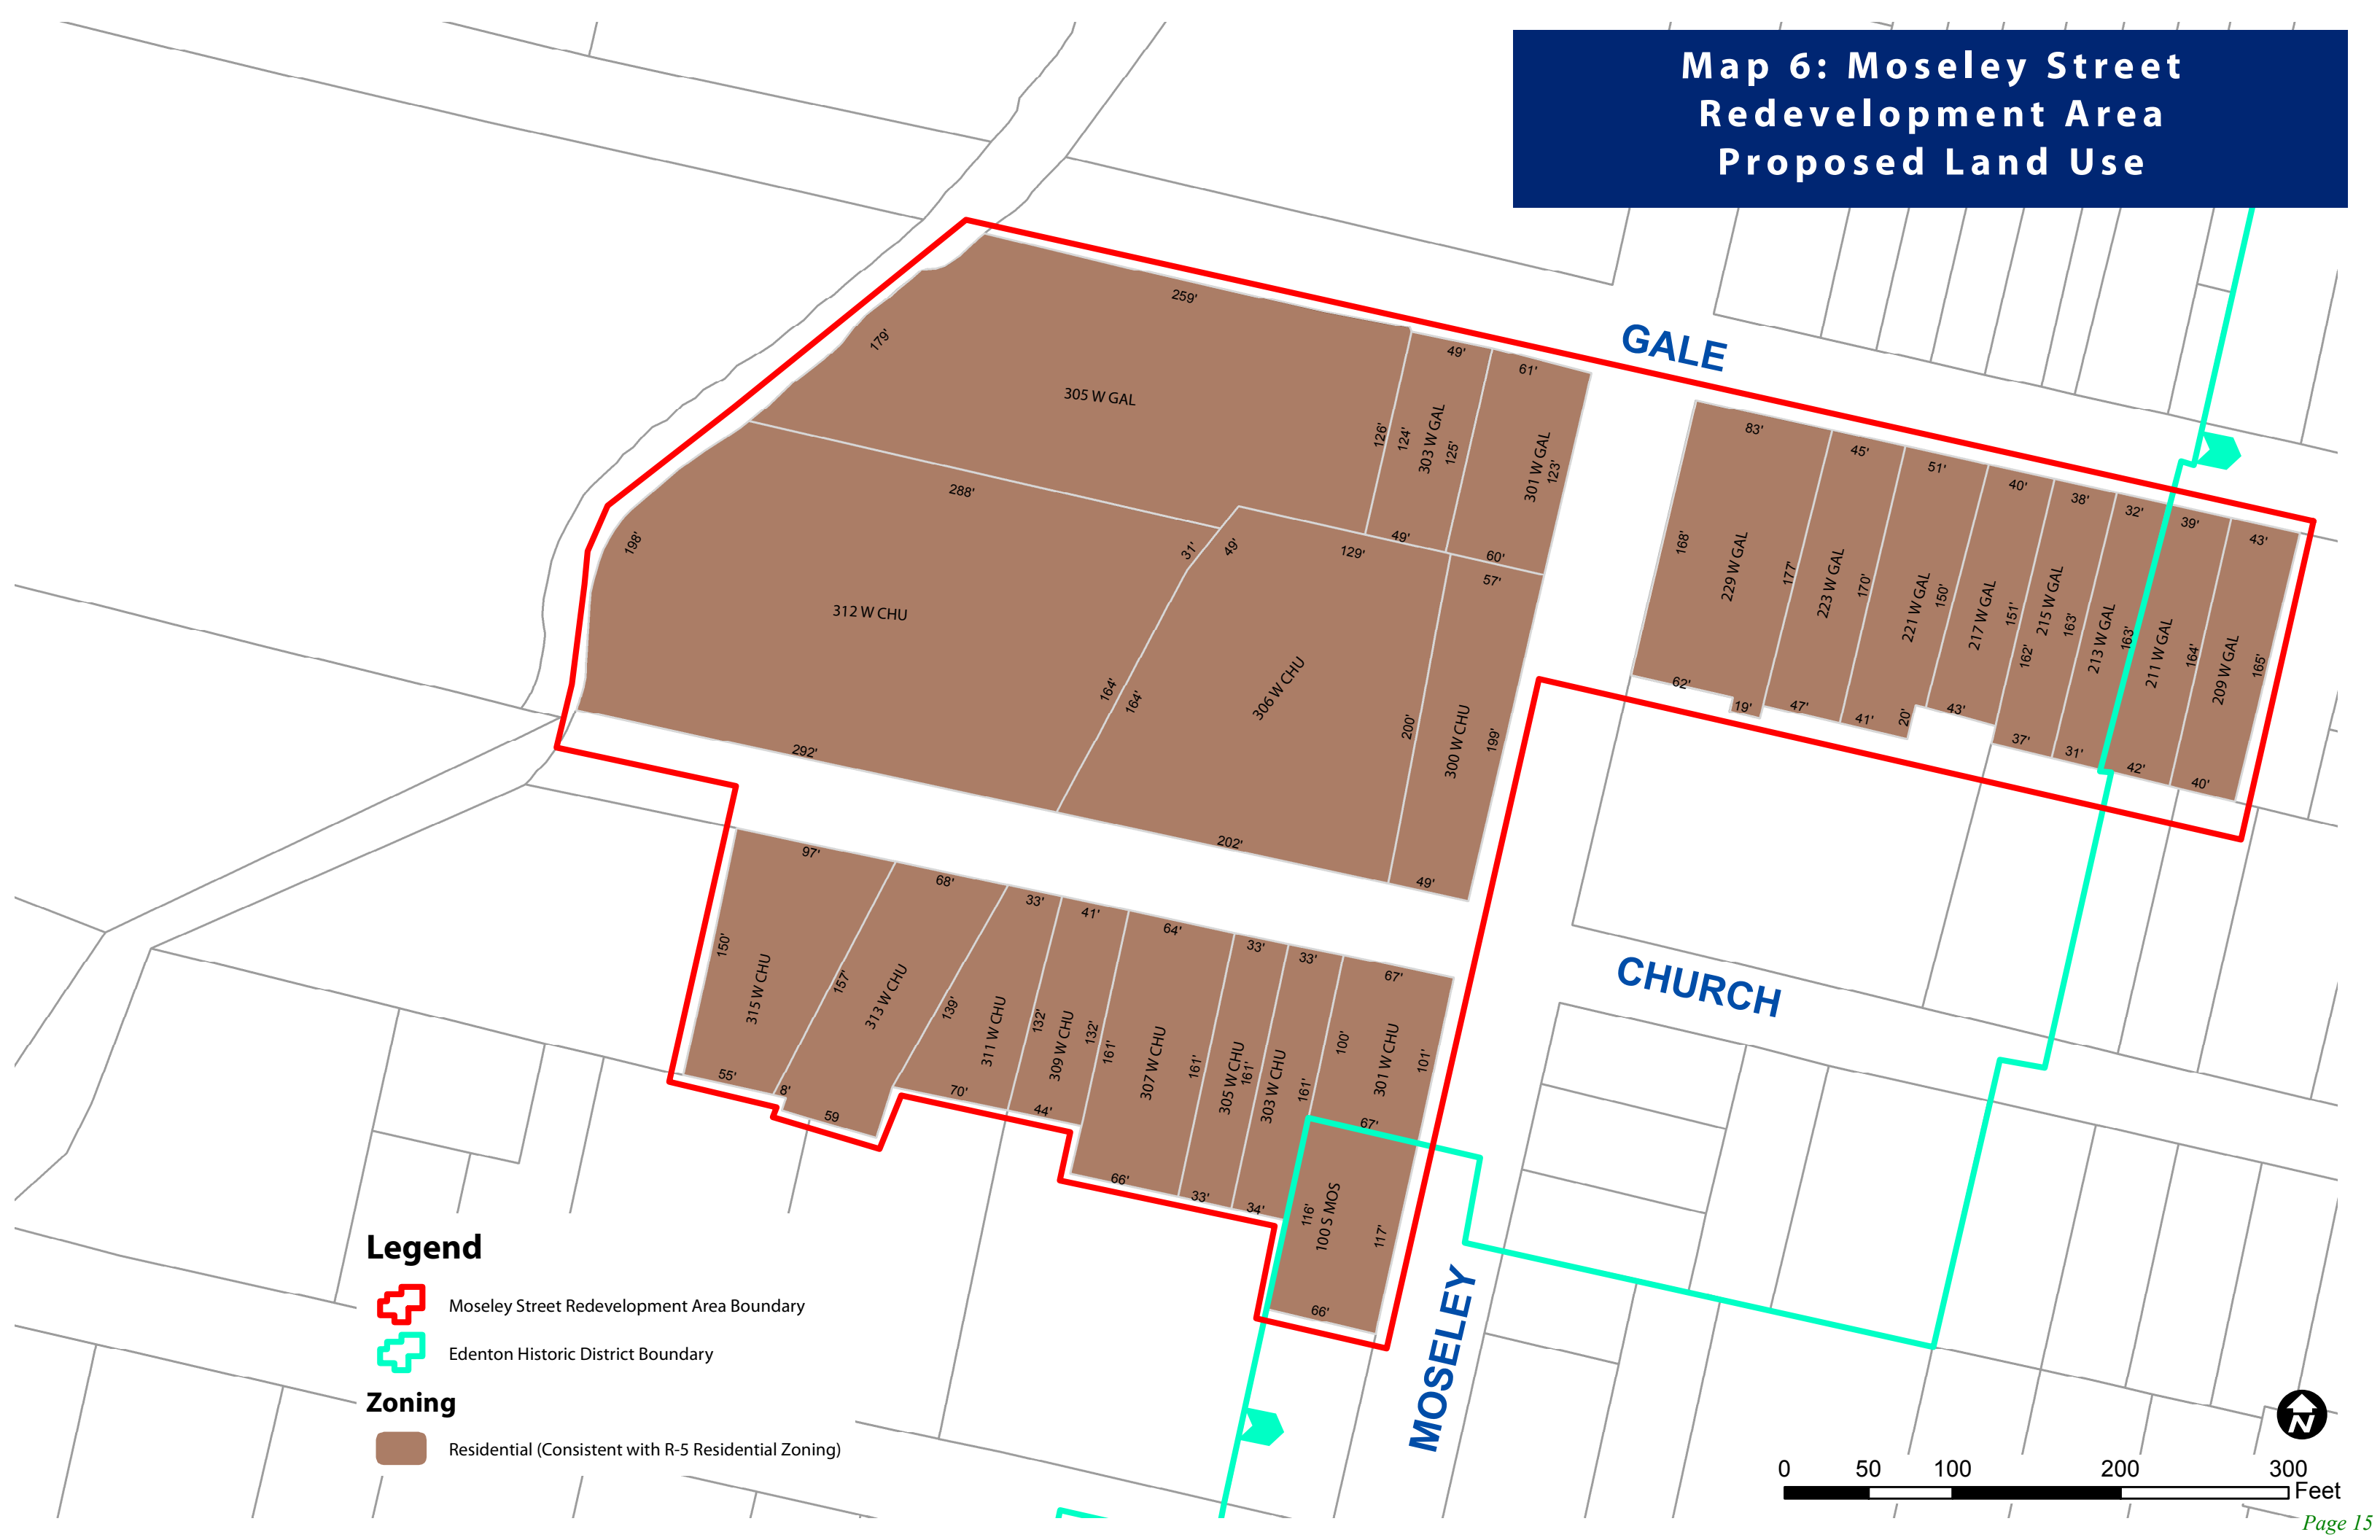 Map 6: Moseley Street
Redevelopment Area
Proposed Land Use
259'
179'
305 W GAL
126'
124'
49'
303 W GAL
125'
61'
301 W GAL
123'
GALE
288'
198'
312 W CHU
31'
49'
129'
49'
60'
57'
164'
164'
306 W CHU
200'
300 W CHU
199'
292'
202'
49'
83'
168'
229 W GAL
177'
45'
223 W GAL
170'
51'
221 W GAL
150'
40'
217 W GAL
151'
38'
162'
215 W GAL
163'
32'
213 W GAL
163'
39'
211 W GAL
164'
43'
209 W GAL
165'
62'
19'
47'
41'
20'
43'
37'
31'
42'
40'
97'
150'
315 W CHU
157'
68'
313 W CHU
139'
33'
311 W CHU
132'
41'
309 W CHU
132'
161'
64'
307 W CHU
161'
33'
305 W CHU
161'
33'
303 W CHU
161'
67'
100'
301 W CHU
101'
67'
55'
8'
59
70'
44'
66'
33'
34'
116'
100 S MOS
117'
66'
CHURCH
MOSELEY
Legend
Moseley Street Redevelopment Area Boundary
Edenton Historic District Boundary
Zoning
Residential (Consistent with R-5 Residential Zoning)
N
0 50 100 200 300
Feet
Page 15